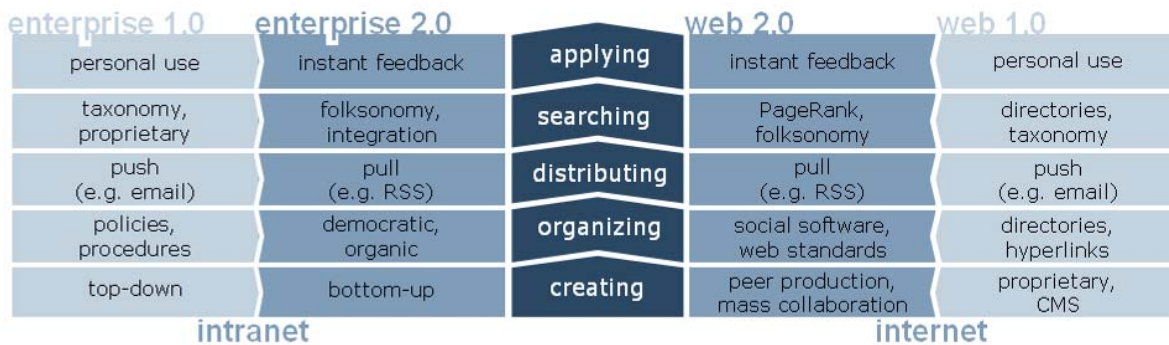 enterprise 1.0 enterprise 2.0 web 2.0 web 1.0
personal use instant feedback applying instant feedback personal use
taxonomy, folksonomy, searching PageRank, directories,
proprietary integration folksonomy taxonomy
push pull distributing pull push
(e.g. email) (e.g. RSS) (e.g. RSS) (e.g. email)
policies, democratic, organizing social software, directories,
procedures organic web standards hyperlinks
top-down bottom-up creating peer production, proprietary,
mass collaboration CMS
intranet internet